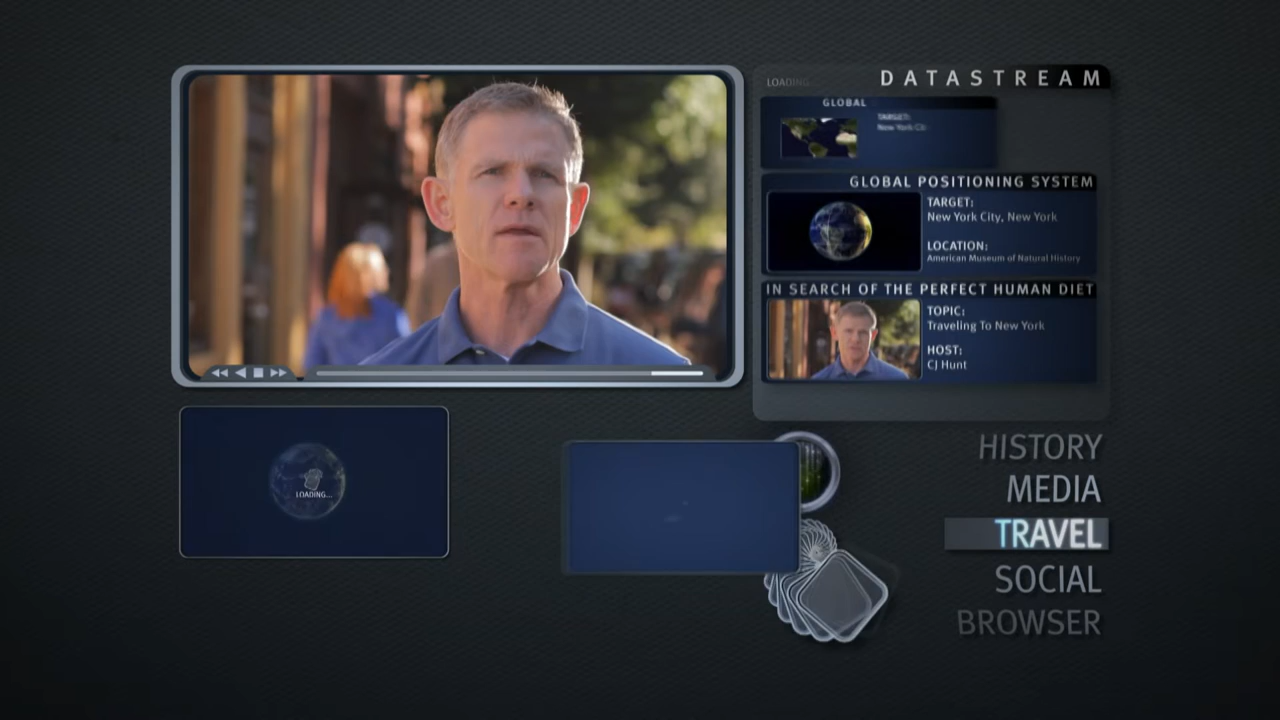 LOADING...
DATASTREAM
GLOBAL
TARGET:
New York Cit
GLOBAL POSITIONING SYSTEM
TARGET:
New York City, New York
LOCATION:
American Museum of Natural History
IN SEARCH OF THE PERFECT HUMAN DIET
TOPIC:
Traveling To New York
HOST:
CJ Hunt
LOADING...
HISTORY
MEDIA
TRAVEL
SOCIAL
BROWSER